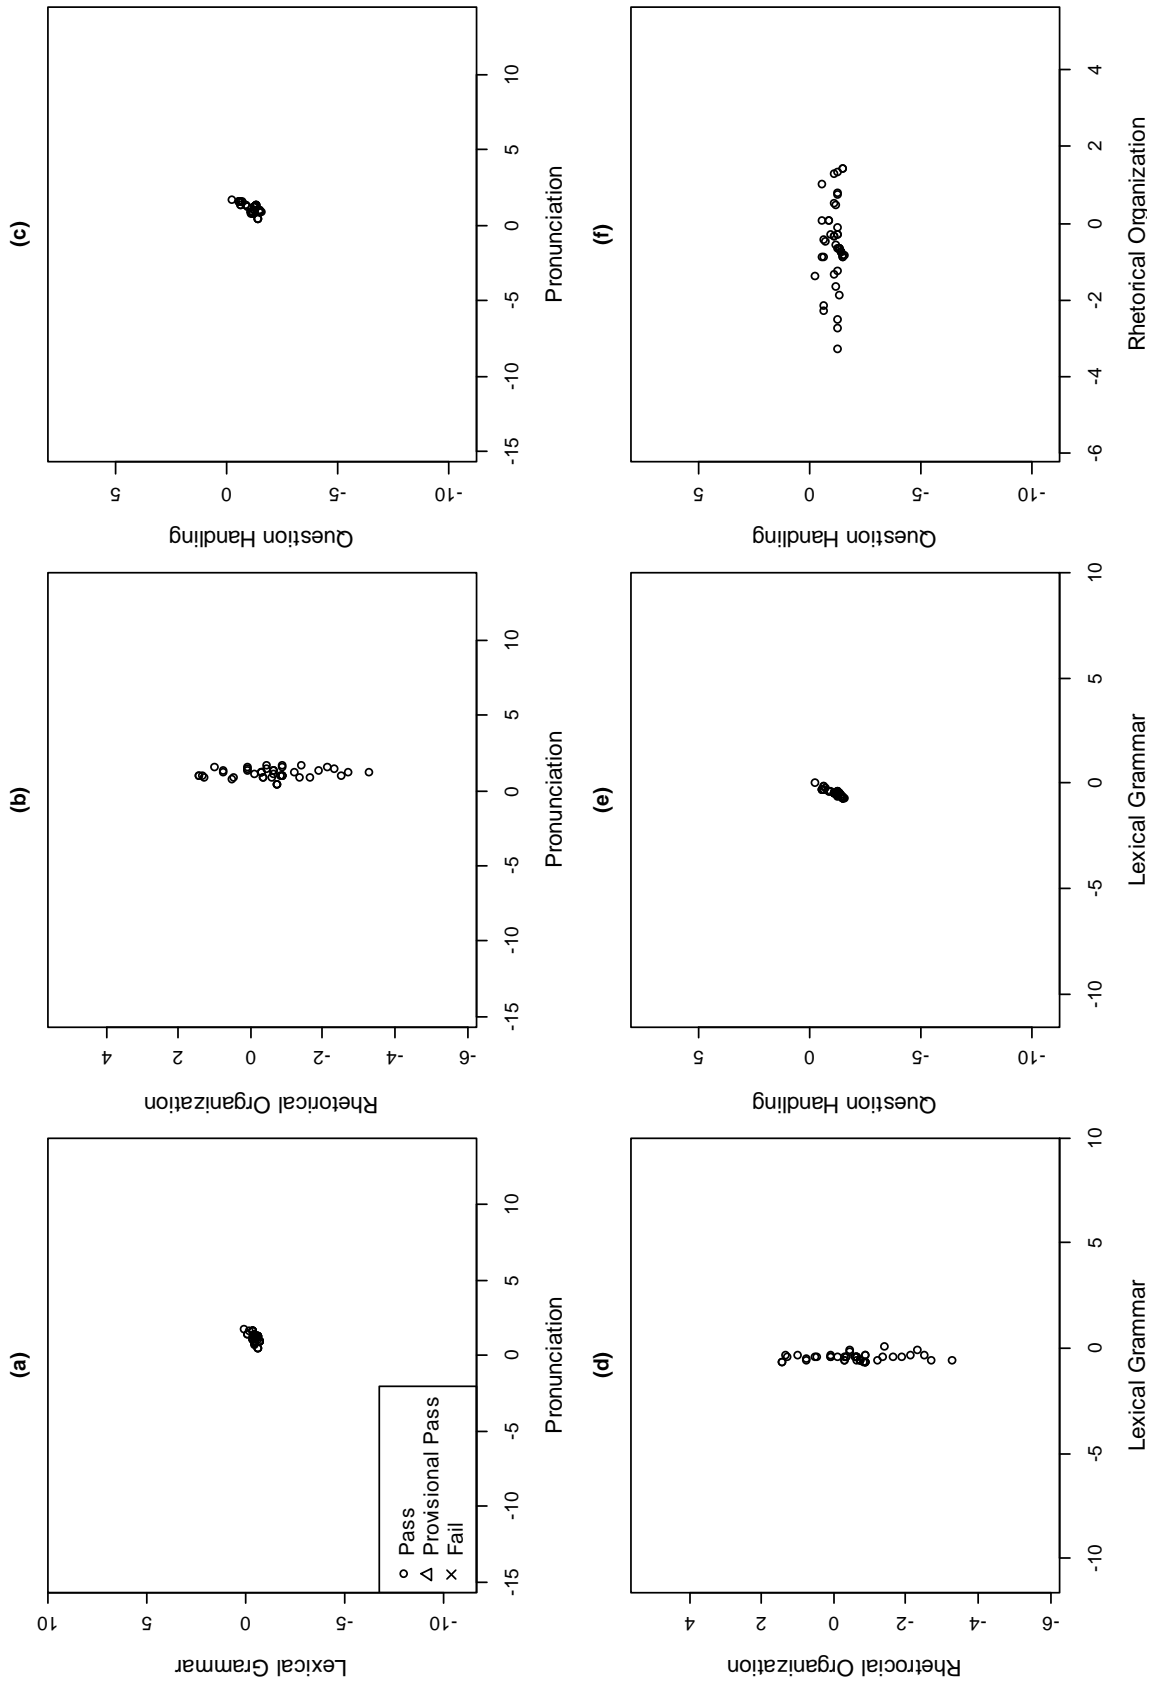 (a)
Lexical Grammar
10
5
0
-5
-10
Pass
Provisional Pass
Fail
-15 -10 -5 0 5 10
Pronunciation
(b)
Rhetorical Organization
4
2
0
-2
-4
-6
-15 -10 -5 0 5 10
Pronunciation
(c)
Question Handling
5
0
-5
-10
-15 -10 -5 0 5 10
Pronunciation
(d)
Rhetrocial Organization
4
2
0
-2
-4
-6
-10 -5 0 5 10
Lexical Grammar
(e)
Question Handling
5
0
-5
-10
-10 -5 0 5 10
Lexical Grammar
(f)
Question Handling
5
0
-5
-10
-6 -4 -2 0 2 4
Rhetorical Organization